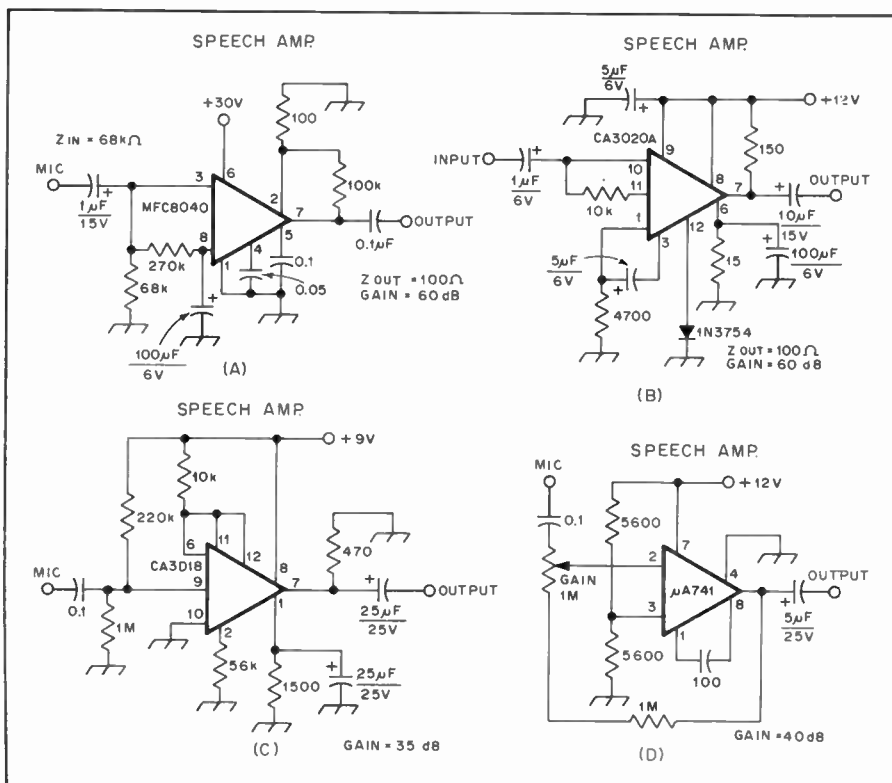 SPEECH AMP.
+30V
100
Z IN = 68kΩ
MIC
+
1µF
15V
3
6
MFC8040
2
7
100k
OUTPUT
0.1µF
8
270k
68k
1
4
5
0.1
0.05
+
100µF
6V
Z OUT = 100Ω
GAIN = 60 dB
(A)
SPEECH AMP.
5µF
6V
+
+12V
CA3020A
9
150
INPUT
+
1µF
6V
10
11
10k
8
7
+
OUTPUT
10µF
15V
1
3
12
6
5µF
6V
+
15
+
100µF
6V
4700
1N3754
Z OUT = 100Ω
GAIN = 60 dB
(B)
SPEECH AMP.
+9V
10k
220k
6
11
12
CA3D18
8
7
470
MIC
0.1
9
10
1
2
+
OUTPUT
25µF
25V
1M
56k
1500
+
25µF
25V
(C)
GAIN = 35 dB
SPEECH AMP.
MIC
+12V
0.1
5600
7
GAIN
1M
2
µA741
4
3
8
1
OUTPUT
+
5µF
25V
5600
100
1M
(D)
GAIN = 40dB